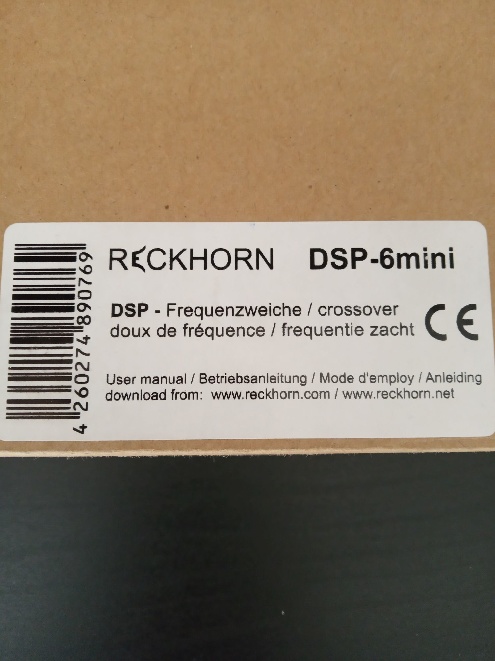 RECKHORN DSP-6mini
DSP - Frequenzweiche / crossover
doux de fréquence / frequentie zacht
CE
User manual / Betriebsanleitung / Mode d'employ / Anleiding
download from: www.reckhorn.com / www.reckhorn.net
4 260274 890769